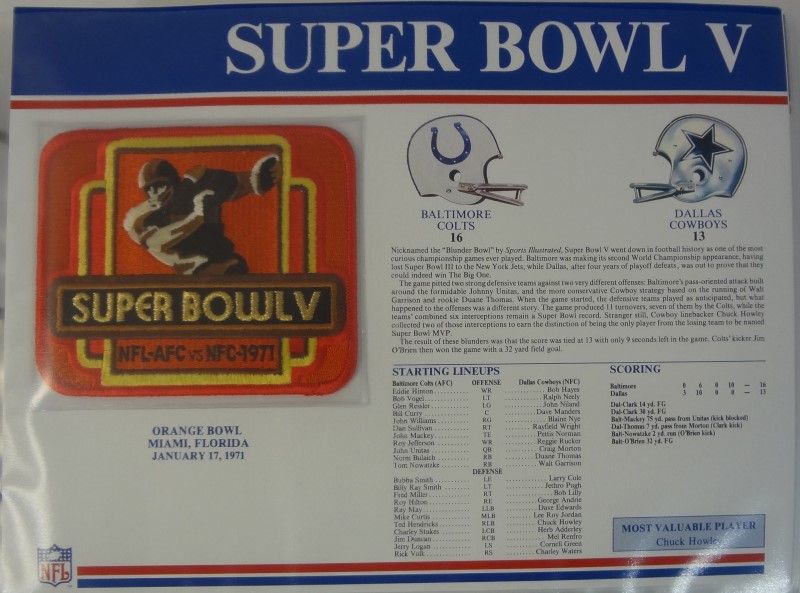 SUPER BOWL V
SUPER BOWL V
NFL-AFC VS NFC-1971
ORANGE BOWL
MIAMI, FLORIDA
JANUARY 17, 1971
NFL
BALTIMORE
COLTS
16
DALLAS
COWBOYS
13
Nicknamed the "Blunder Bowl" by Sports Illustrated, Super Bowl V went down in football history as one of the most
curious championship games ever played. Baltimore was making its second World Championship appearance, having
lost Super Bowl III to the New York Jets, while Dallas, after four years of playoff defeats, was out to prove that they
could indeed win The Big One.
The game pitted two strong defensive teams against two very different offenses: Baltimore's pass-oriented attack built
around the formidable Johnny Unitas, and the more conservative Cowboy strategy based on the running of Walt
Garrison and rookie Duane Thomas. When the game started, the defensive teams played as anticipated, but what
happened to the offenses was a different story. The game produced 11 turnovers, seven of them by the Colts, while the
teams' combined six interceptions remain a Super Bowl record. Stranger still, Cowboy linebacker Chuck Howley
collected two of those interceptions to earn the distinction of being the only player from the losing team to be named
Super Bowl MVP.
The result of these blunders was that the score was tied at 13 with only 9 seconds left in the game. Colts' kicker Jim
O'Brien then won the game with a 32 yard field goal.
STARTING LINEUPS
Baltimore Colts (AFC) OFFENSE Dallas Cowboys (NFC)
Eddie Hinton WR Bob Hayes
Bob Vogel LT Ralph Neely
Glen Ressler LG John Niland
Bill Curry C Dave Manders
John Williams RG Blaine Nye
Dan Sullivan RT Rayfield Wright
John Mackey TE Pettis Norman
Roy Jefferson WR Reggie Rucker
John Unitas QB Craig Morton
Norm Bulaich RB Duane Thomas
Tom Nowatzke RB Walt Garrison
DEFENSE
Bubba Smith LE Larry Cole
Billy Ray Smith LT Jethro Pugh
Fred Miller RT Bob Lilly
Roy Hilton RE George Andrie
Ray May LLB Dave Edwards
Mike Curtis MLB Lee Roy Jordan
Ted Hendricks RLB Chuck Howley
Charley Stukes LCB Herb Adderley
Jim Duncan RCB Mel Renfro
Jerry Logan LS Cornell Green
Rick Volk RS Charley Waters
SCORING
Baltimore 0 6 0 10 — 16
Dallas 3 10 0 0 — 13
Dal-Clark 14 yd. FG
Dal-Clark 30 yd. FG
Balt-Mackey 75 yd. pass from Unitas (kick blocked)
Dal-Thomas 7 yd. pass from Morton (Clark kick)
Balt-Nowatzke 2 yd. run (O'Brien kick)
Balt-O'Brien 32 yd. FG
MOST VALUABLE PLAYER
Chuck Howley